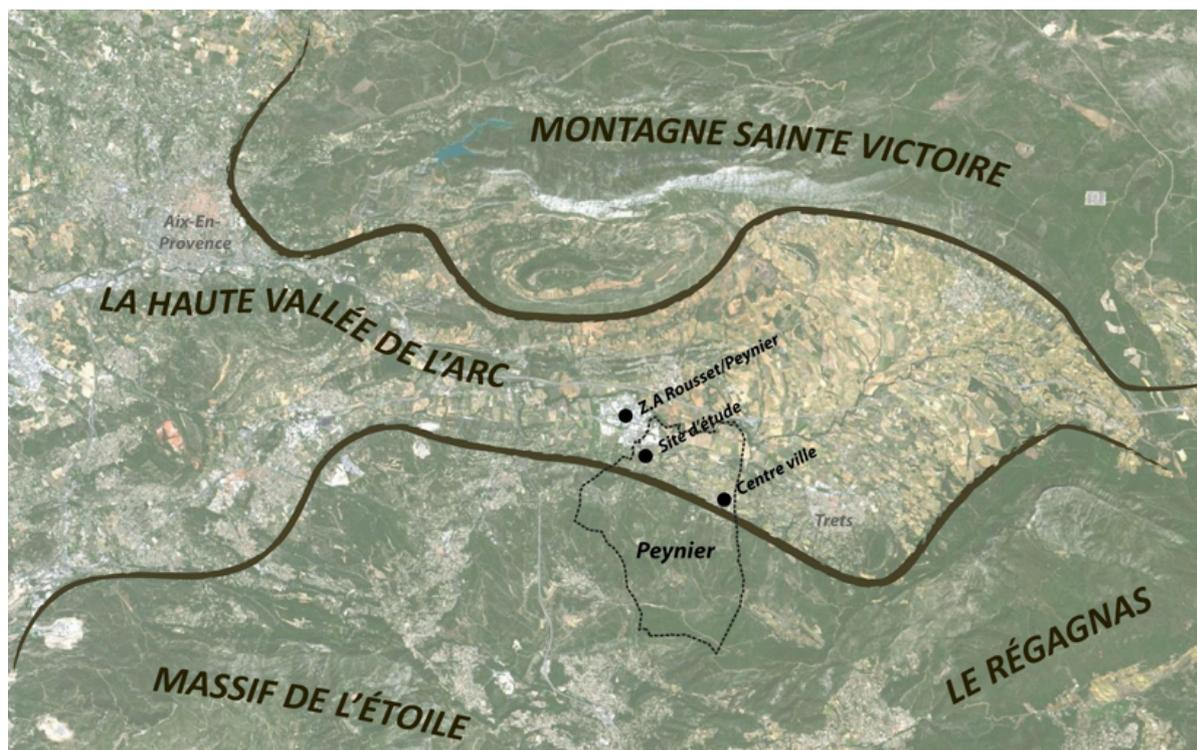 MONTAGNE SAINTE VICTOIRE
Aix-En-
Provence
LA HAUTE VALLÉE DE L'ARC
Z.A Rousset/Peynier
Site d'étude
Centre ville
Trets
Peynier
LE RÉGAGNAS
MASSIF DE L'ÉTOILE